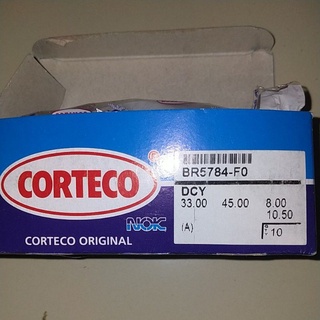 CORTECO
NOK
CORTECO ORIGINAL
BR5784-F0
DCY
33.00 45.00 8.00
10.50
(A)
10